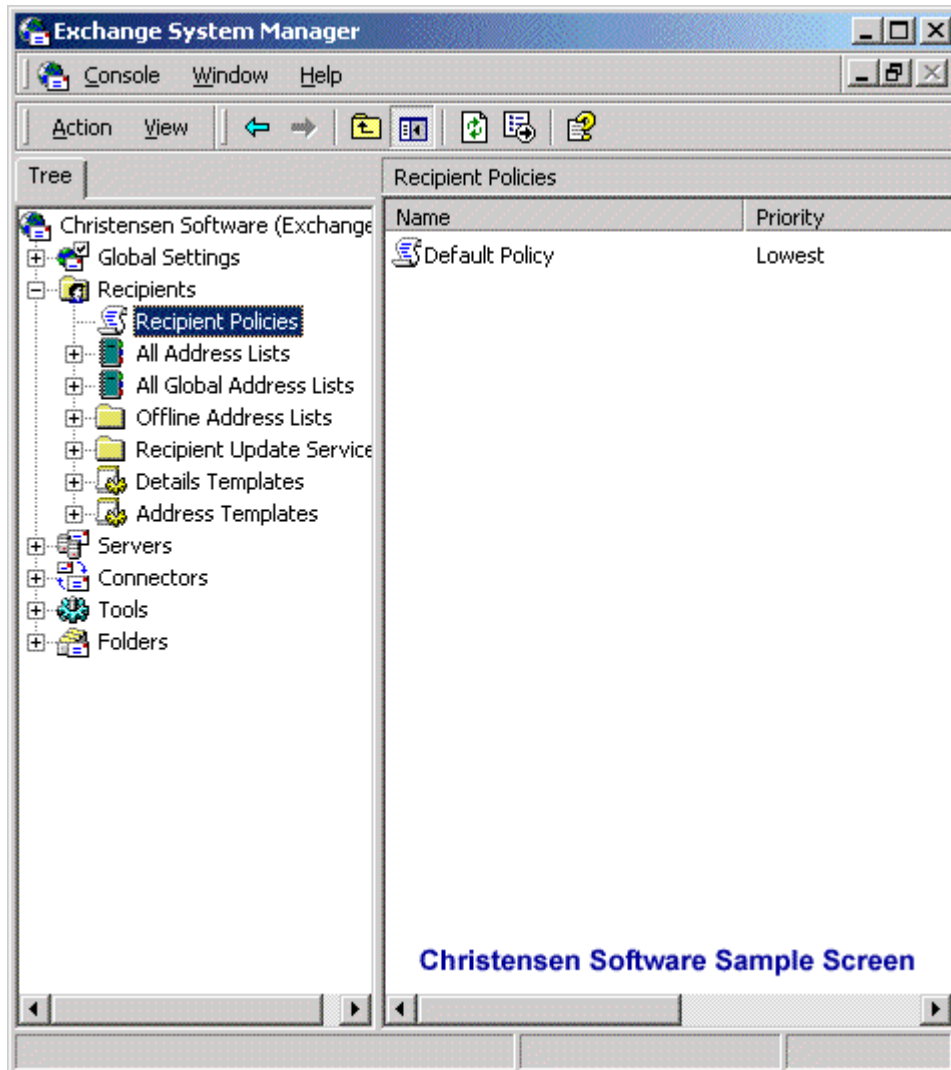 Exchange System Manager
Console Window Help
Action View
Tree
Recipient Policies
Christensen Software (Exchange
Name Priority
Global Settings
Default Policy Lowest
Recipients
Recipient Policies
All Address Lists
All Global Address Lists
Offline Address Lists
Recipient Update Service
Details Templates
Address Templates
Servers
Connectors
Tools
Folders
Christensen Software Sample Screen